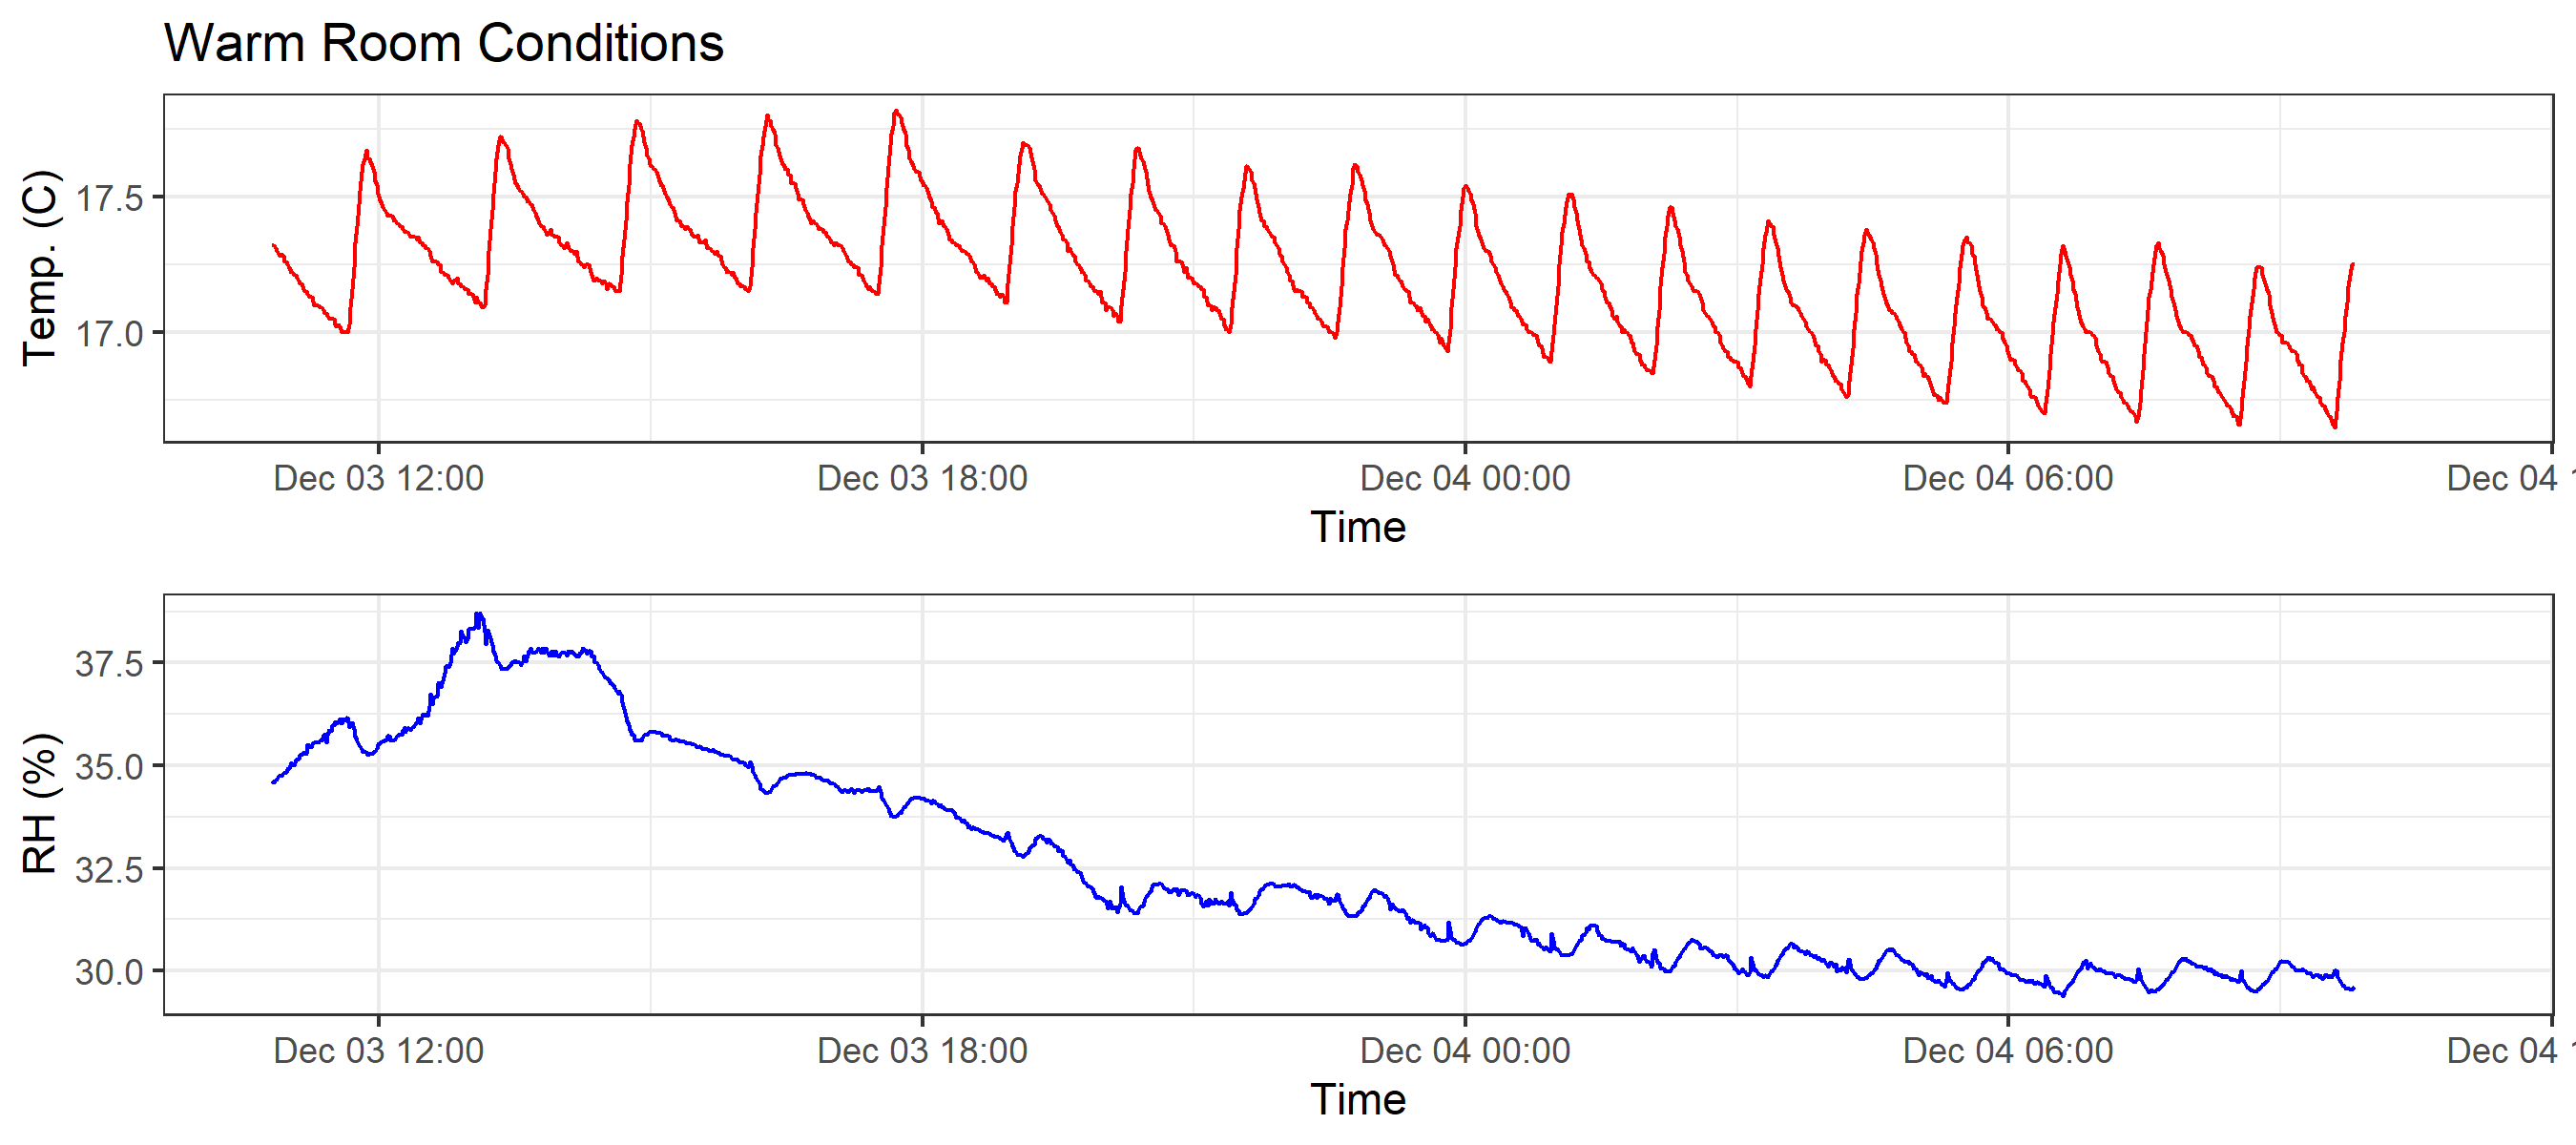 Warm Room Conditions
Temp. (C)
17.5
17.0
Dec 03 12:00 Dec 03 18:00 Dec 04 00:00 Dec 04 06:00 Dec 04 1
Time
RH (%)
37.5
35.0
32.5
30.0
Dec 03 12:00 Dec 03 18:00 Dec 04 00:00 Dec 04 06:00 Dec 04 1
Time